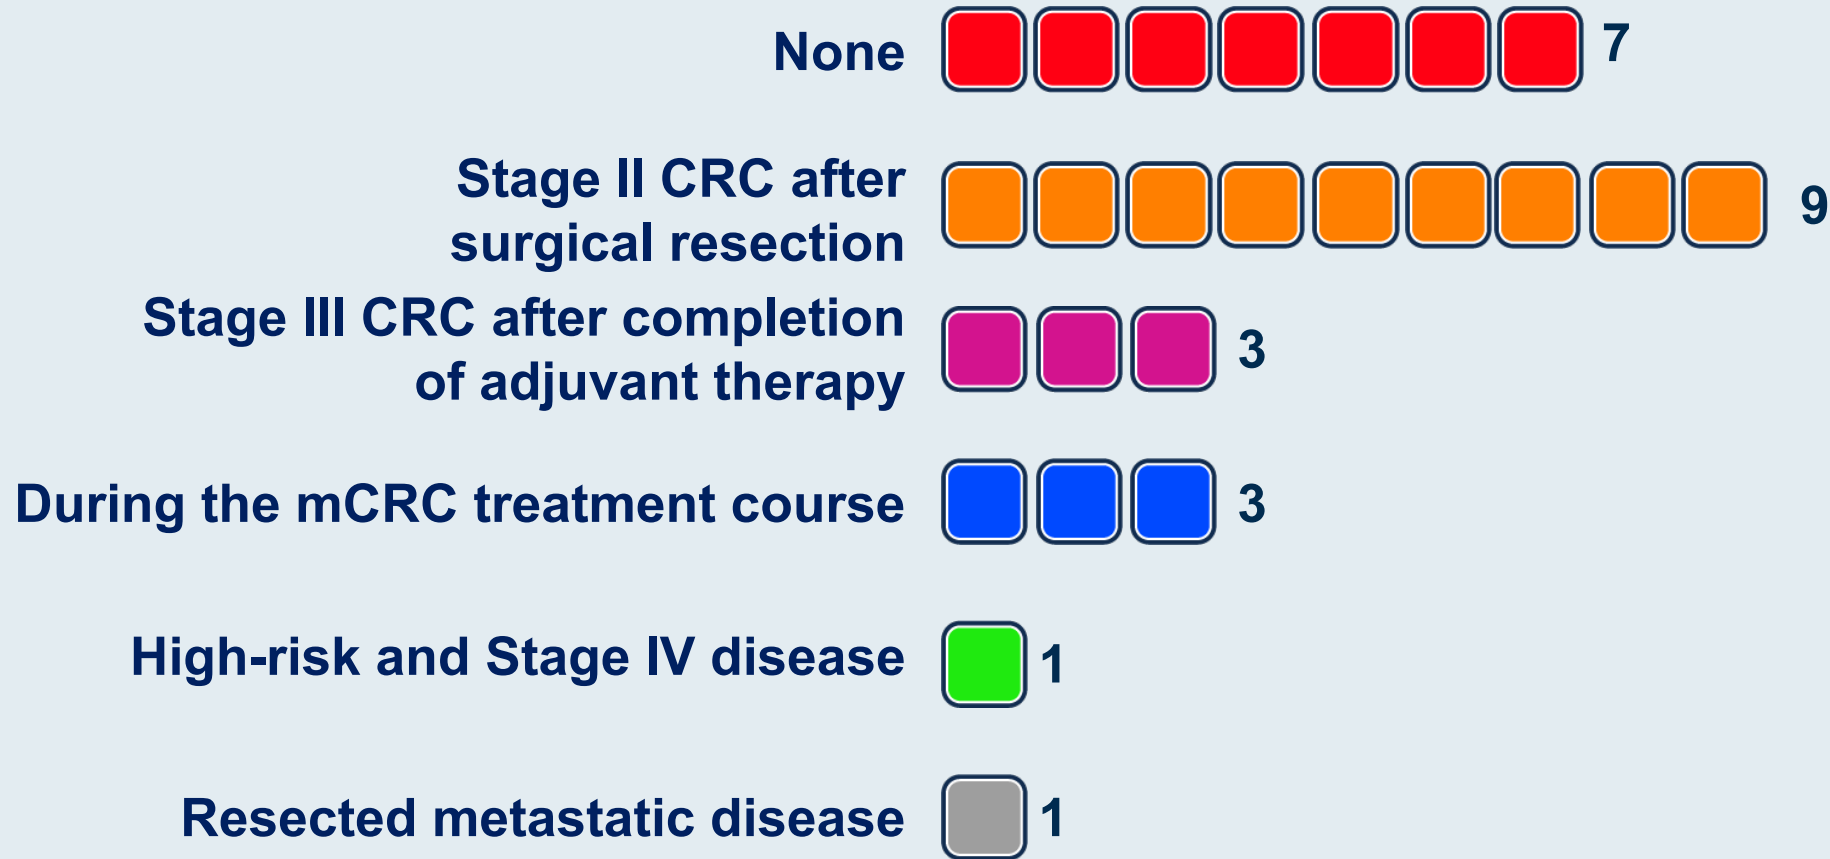 None
7
Stage II CRC after
surgical resection
9
Stage III CRC after completion
of adjuvant therapy
3
During the mCRC treatment course
3
High-risk and Stage IV disease
1
Resected metastatic disease
1